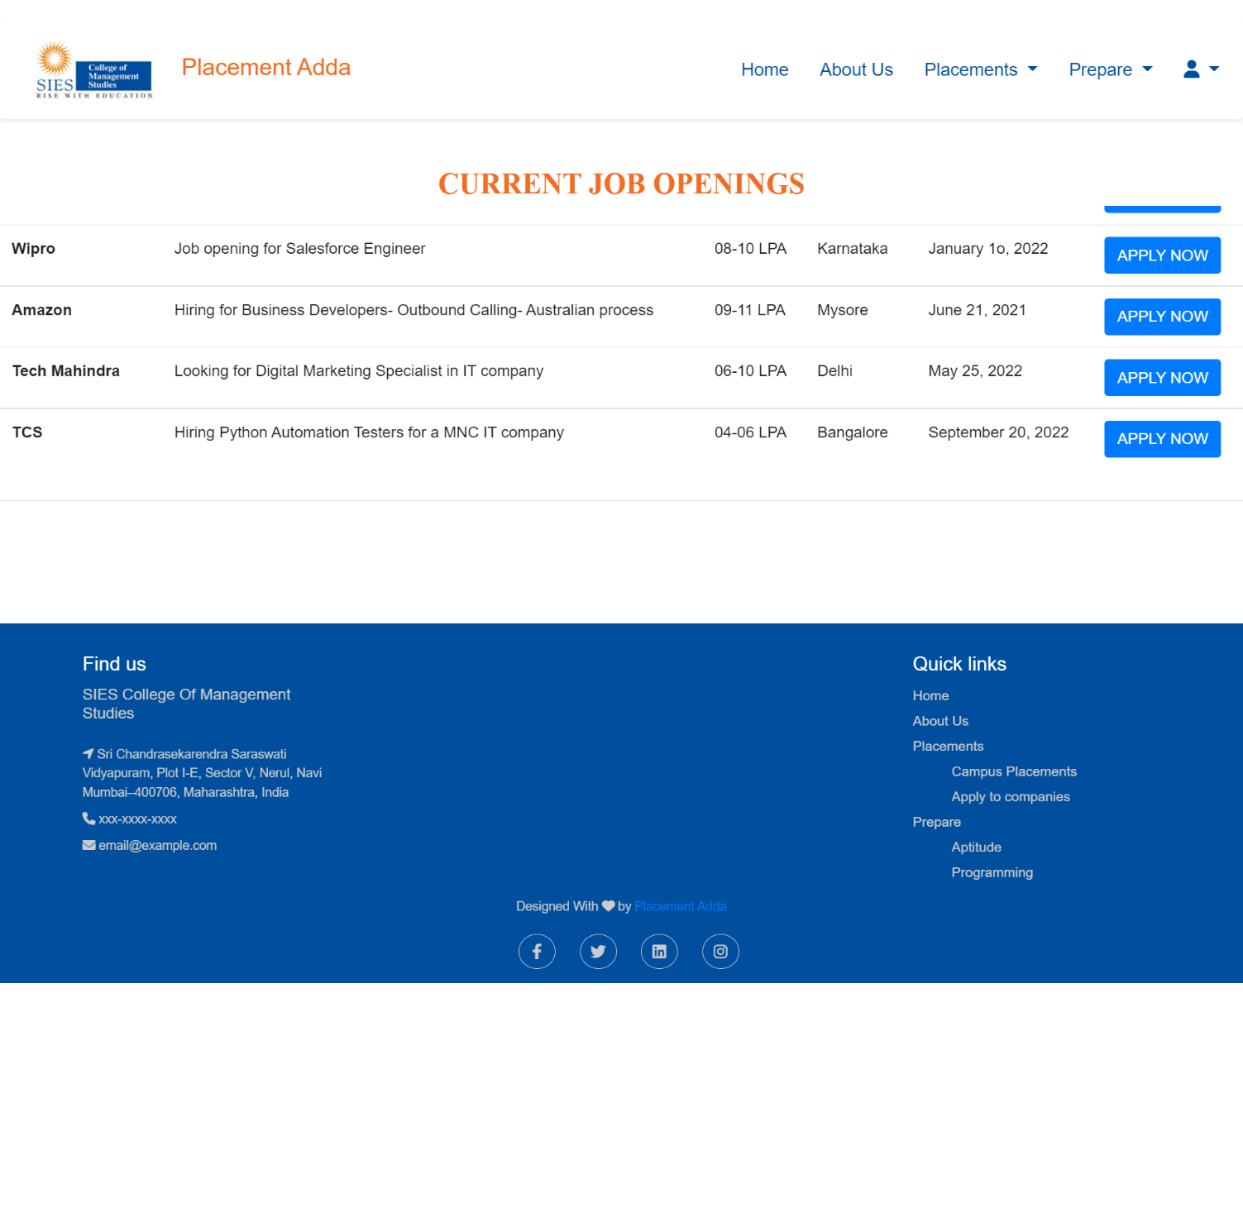 SIES
College of
Management
Studies
RISE WITH EDUCATION
Placement Adda
Home About Us Placements Prepare
CURRENT JOB OPENINGS
Wipro Job opening for Salesforce Engineer 08-10 LPA Karnataka January 1o, 2022 APPLY NOW
Amazon Hiring for Business Developers- Outbound Calling- Australian process 09-11 LPA Mysore June 21, 2021 APPLY NOW
Tech Mahindra Looking for Digital Marketing Specialist in IT company 06-10 LPA Delhi May 25, 2022 APPLY NOW
TCS Hiring Python Automation Testers for a MNC IT company 04-06 LPA Bangalore September 20, 2022 APPLY NOW
Find us
SIES College Of Management
Studies
Sri Chandrasekarendra Saraswati
Vidyapuram, Plot I-E, Sector V, Nerul, Navi
Mumbai–400706, Maharashtra, India
xxx-xxxx-xxxx
email@example.com
Quick links
Home
About Us
Placements
Campus Placements
Apply to companies
Prepare
Aptitude
Programming
Designed With by Placement Adda